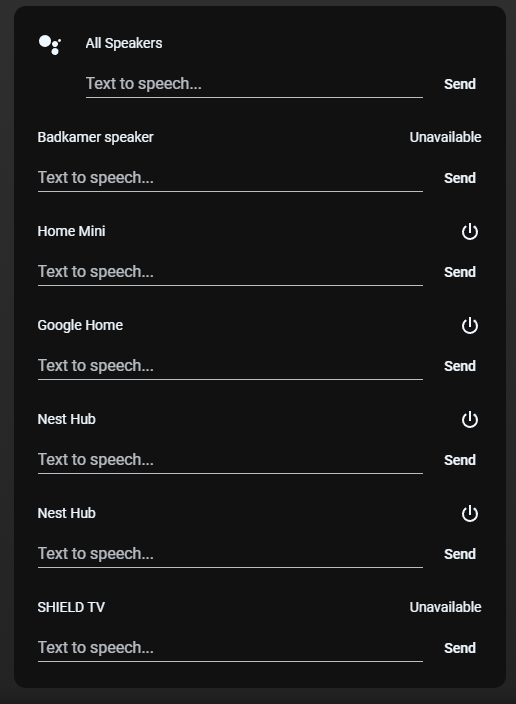 All Speakers
Text to speech...
Send
Badkamer speaker
Unavailable
Text to speech...
Send
Home Mini
Text to speech...
Send
Google Home
Text to speech...
Send
Nest Hub
Text to speech...
Send
Nest Hub
Text to speech...
Send
SHIELD TV
Unavailable
Text to speech...
Send